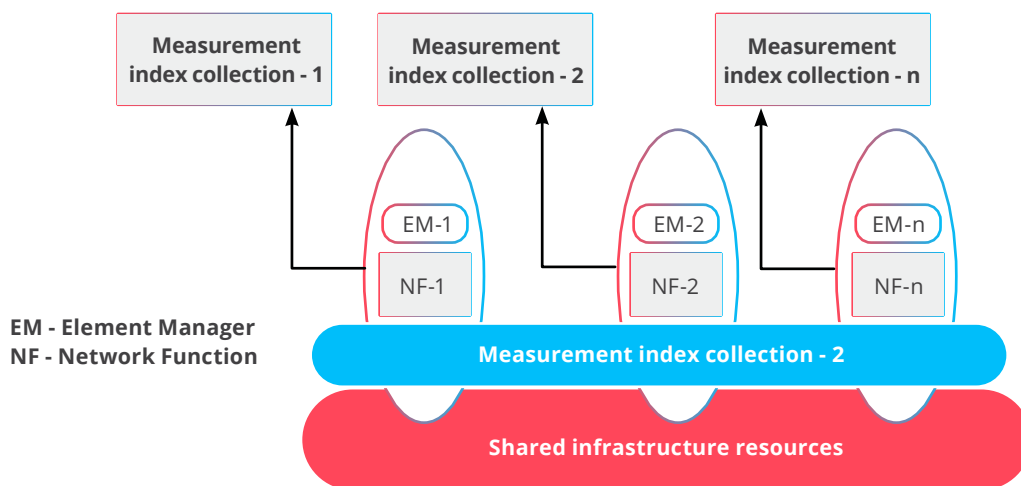 Measurement
index collection - 1
Measurement
index collection - 2
Measurement
index collection - n
EM-1
EM-2
EM-n
NF-1
NF-2
NF-n
EM - Element Manager
NF - Network Function
Measurement index collection - 2
Shared infrastructure resources